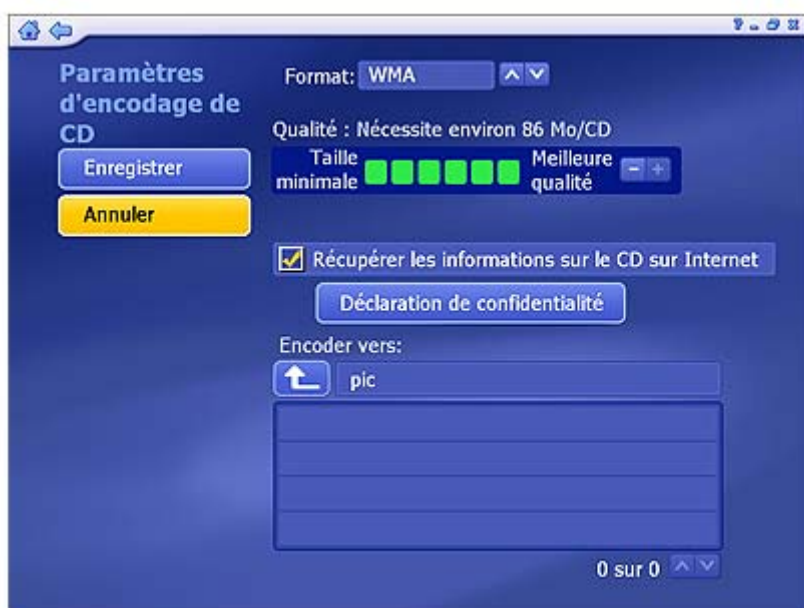 Paramètres
d'encodage de
CD
Enregistrer
Annuler
Format: WMA
Qualité : Nécessite environ 86 Mo/CD
Taille
minimale
Meilleure
qualité
Récupérer les informations sur le CD sur Internet
Déclaration de confidentialité
Encoder vers:
pic
0 sur 0